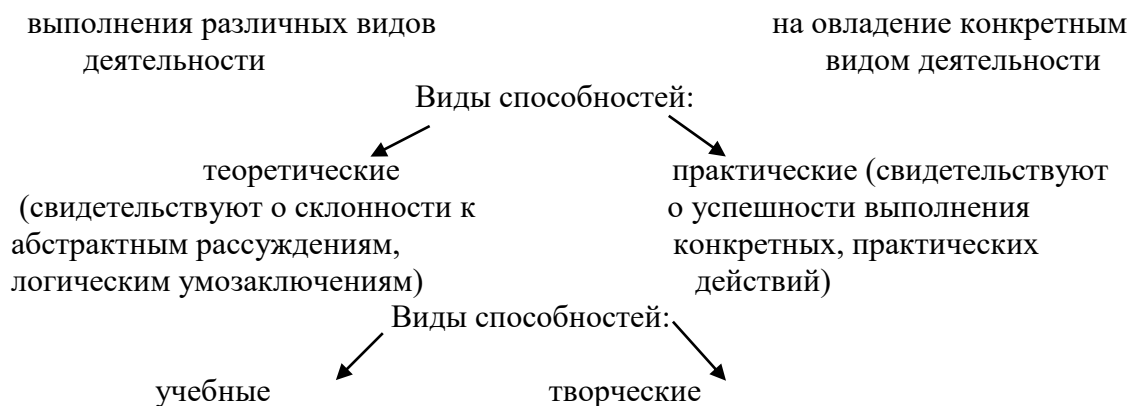 выполнения различных видов
деятельности
на овладение конкретным
видом деятельности
Виды способностей:
теоретические
(свидетельствуют о склонности к
абстрактным рассуждениям,
логическим умозаключениям)
практические (свидетельствуют
о успешности выполнения
конкретных, практических
действий)
Виды способностей:
учебные
творческие